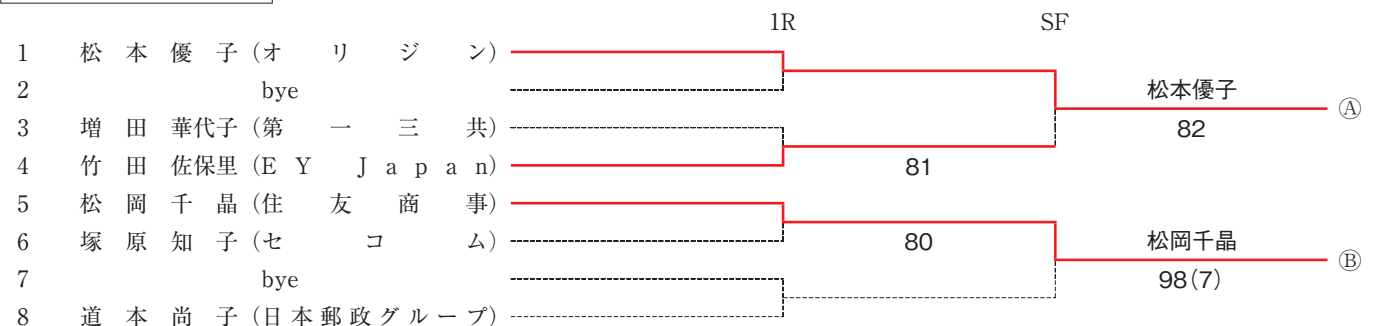 1R SF
1 松本優子(オリジン)
2 bye
松本優子 Ⓐ
3 増田華代子(第一三共)
82
4 竹田佐保里(EY Japan)
81
5 松岡千晶(住友商事)
6 塚原知子(セコム)
80
松岡千晶 Ⓑ
7 bye
98(7)
8 道本尚子(日本郵政グループ)